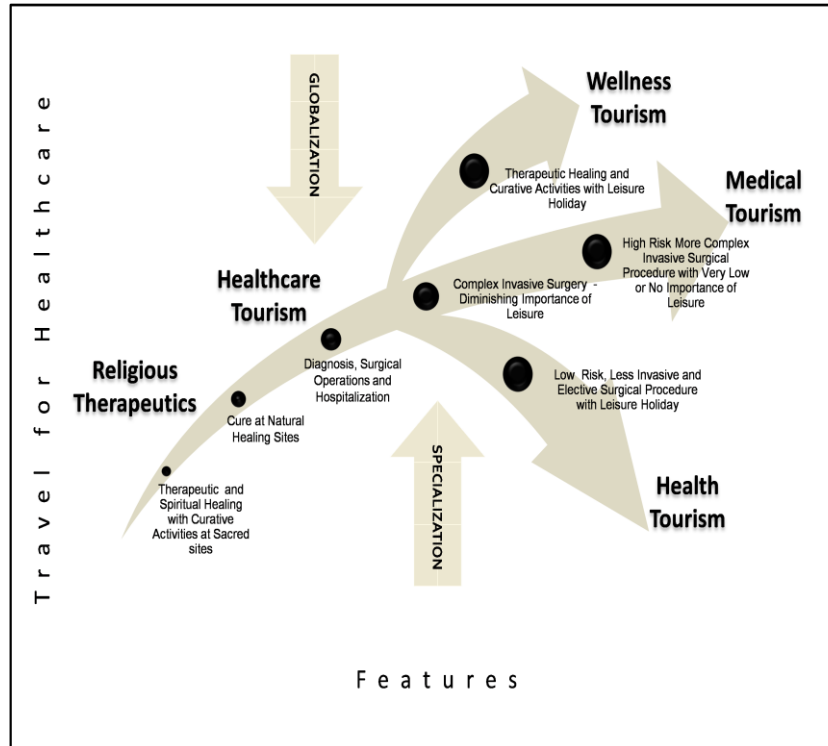 Travel for Healthcare
GLOBALIZATION
Wellness
Tourism
Therapeutic Healing and
Curative Activities with Leisure
Holiday
Medical
Tourism
High Risk More Complex
Invasive Surgical
Procedure with Very Low
or No Importance of
Leisure
Healthcare
Tourism
Complex Invasive Surgery -
Diminishing Importance of
Leisure
Diagnosis, Surgical
Operations and
Hospitalization
Religious
Therapeutics
Low Risk, Less Invasive and
Elective Surgical Procedure
with Leisure Holiday
Cure at Natural
Healing Sites
SPECIALIZATION
Therapeutic and
Spiritual Healing
with Curative
Activities at Sacred
sites
Health
Tourism
Features